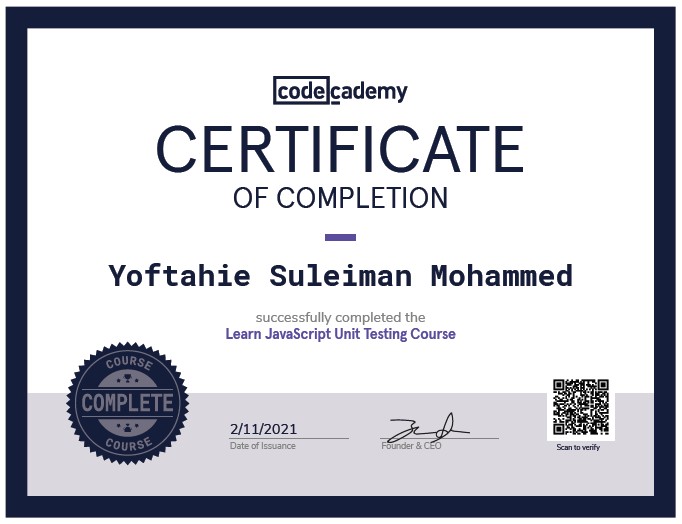 codecademy
CERTIFICATE
OF COMPLETION
Yoftahie Suleiman Mohammed
successfully completed the
Learn JavaScript Unit Testing Course
COURSE
COMPLETE
COURSE
2/11/2021
Date of Issuance
Founder & CEO
Scan to verify